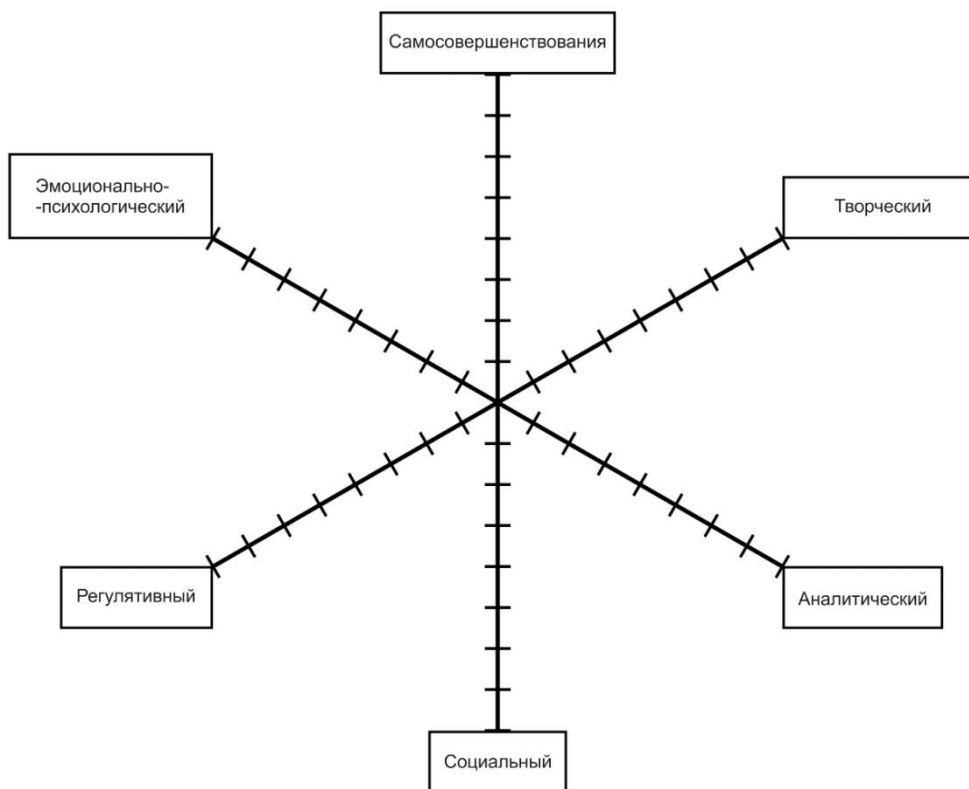 Самосовершенствования
Эмоционально-
-психологический
Творческий
Регулятивный
Аналитический
Социальный